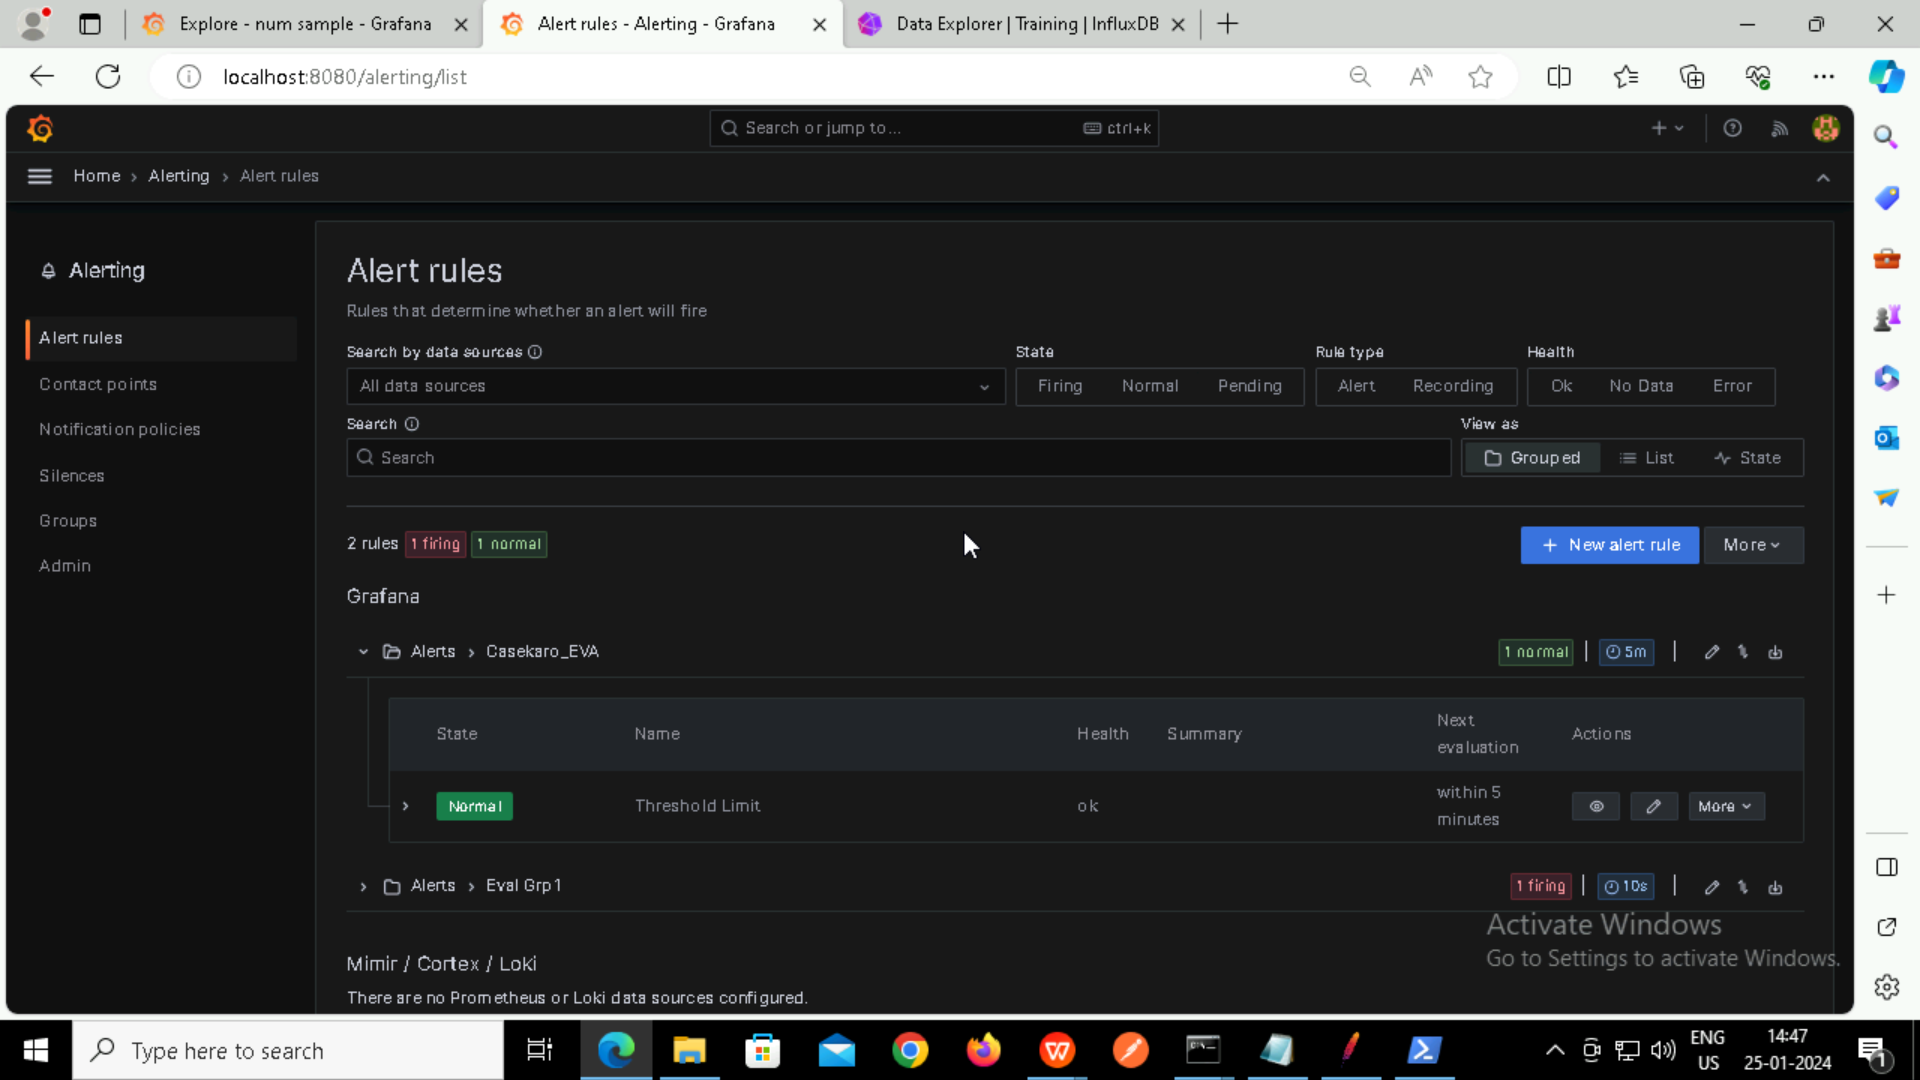 Explore - num sample - Grafana
Alert rules - Alerting - Grafana
Data Explorer | Training | InfluxDB
localhost:8080/alerting/list
Search or jump to...
ctrl+k
Home › Alerting › Alert rules
Alerting
Alert rules
Contact points
Notification policies
Silences
Groups
Admin
Alert rules
Rules that determine whether an alert will fire
Search by data sources
State
Rule type
Health
All data sources
Firing Normal Pending
Alert Recording
Ok No Data Error
Search
View as
Search
Grouped List State
2 rules 1 firing 1 normal
+ New alert rule
More
Grafana
Alerts › Casekaro_EVA
1 normal | 5m |
State Name Health Summary Next evaluation Actions
Normal Threshold Limit ok within 5 minutes More
Alerts › Eval Grp1
1 firing | 10s |
Activate Windows
Go to Settings to activate Windows.
Mimir / Cortex / Loki
There are no Prometheus or Loki data sources configured.
Type here to search
ENG
US
14:47
25-01-2024
1